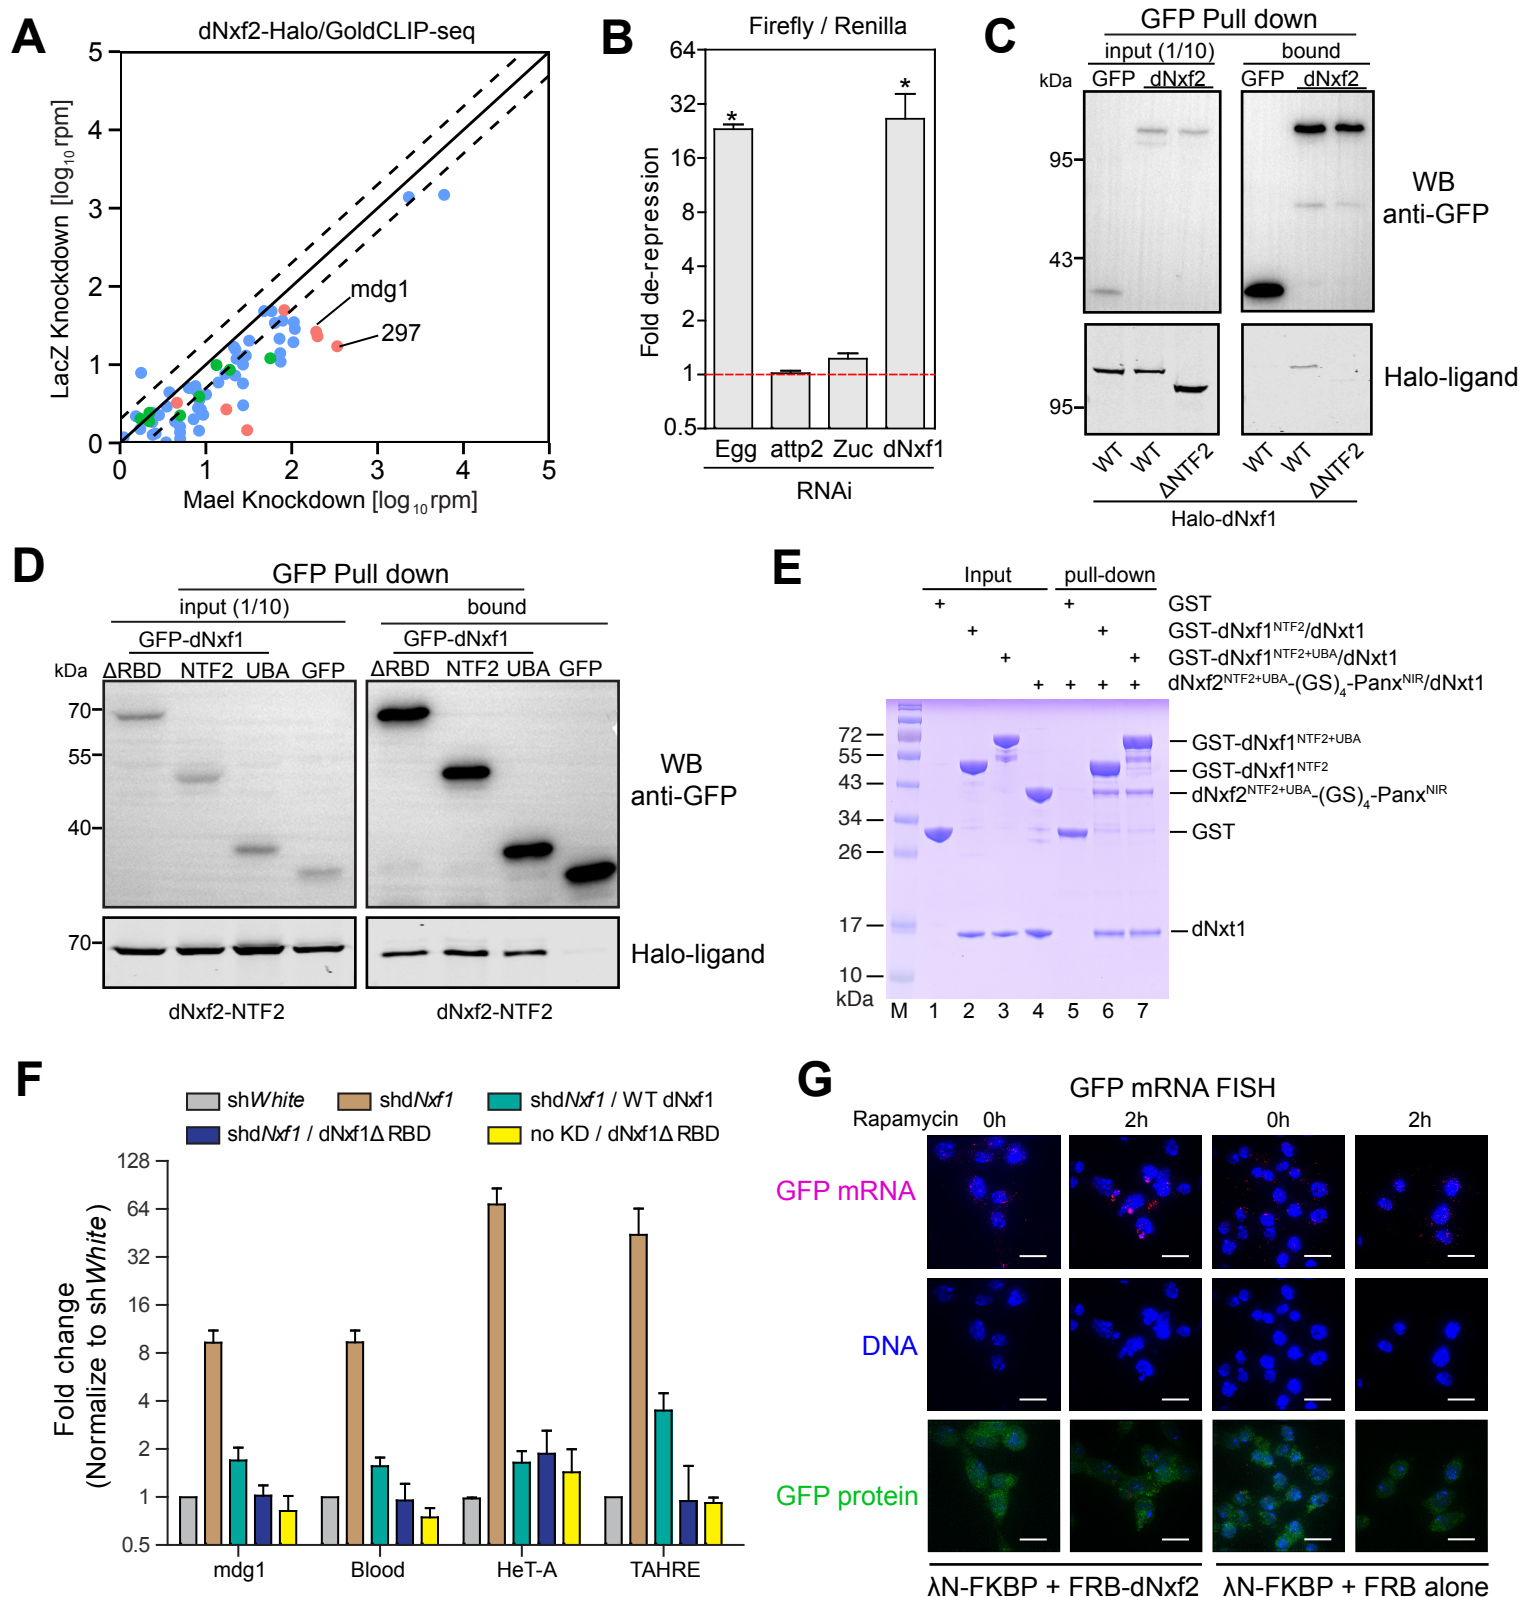 A
dNxf2-Halo/GoldCLIP-seq
LacZ Knockdown [log10 rpm]
5
4
3
2
1
0
mdg1
297
0 1 2 3 4 5
Mael Knockdown [log10 rpm]
B
Firefly / Renilla
Fold de-repression
64
32
16
8
4
2
1
0.5
* *
Egg attp2 Zuc dNxf1
RNAi
C
GFP Pull down
input (1/10) bound
kDa GFP dNxf2 GFP dNxf2
95
43
WB
anti-GFP
95
Halo-ligand
WT WT ΔNTF2 WT WT ΔNTF2
Halo-dNxf1
D
GFP Pull down
input (1/10) bound
GFP-dNxf1 GFP-dNxf1
kDa ΔRBD NTF2 UBA GFP ΔRBD NTF2 UBA GFP
70
55
40
WB
anti-GFP
70
Halo-ligand
dNxf2-NTF2 dNxf2-NTF2
E
Input pull-down
+ + GST
+ + GST-dNxf1NTF2/dNxt1
+ + GST-dNxf1NTF2+UBA/dNxt1
+ + + + dNxf2NTF2+UBA-(GS)4-PanxNIR/dNxt1
72
55
43
34
26
17
10
kDa
GST-dNxf1NTF2+UBA
GST-dNxf1NTF2
dNxf2NTF2+UBA-(GS)4-PanxNIR
GST
dNxt1
M 1 2 3 4 5 6 7
F
shWhite shdNxf1 shdNxf1 / WT dNxf1
shdNxf1 / dNxf1Δ RBD no KD / dNxf1Δ RBD
Fold change
(Normalize to shWhite)
128
64
32
16
8
4
2
1
0.5
mdg1 Blood HeT-A TAHRE
G
GFP mRNA FISH
Rapamycin 0h 2h 0h 2h
GFP mRNA
DNA
GFP protein
λN-FKBP + FRB-dNxf2 λN-FKBP + FRB alone